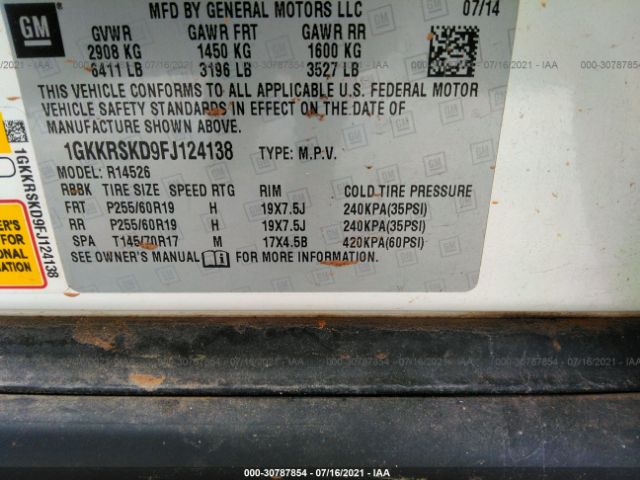 MFD BY GENERAL MOTORS LLC 07/14
GM
GVWR GAWR FRT GAWR RR
2908 KG 1450 KG 1600 KG
6411 LB 3196 LB 3527 LB
THIS VEHICLE CONFORMS TO ALL APPLICABLE U.S. FEDERAL MOTOR
VEHICLE SAFETY STANDARDS IN EFFECT ON THE DATE OF
MANUFACTURE SHOWN ABOVE.
1GKKRSKD9FJ124138 TYPE: M.P.V.
MODEL: R14526
TIRE SIZE SPEED RTG RIM COLD TIRE PRESSURE
FRT P255/60R19 H 19X7.5J 240KPA(35PSI)
RR P255/60R19 H 19X7.5J 240KPA(35PSI)
SPA T145/70R17 M 17X4.5B 420KPA(60PSI)
SEE OWNER'S MANUAL FOR MORE INFORMATION.
1GKKRSKD9FJ124138
000-30787854 - 07/16/2021 - IAA